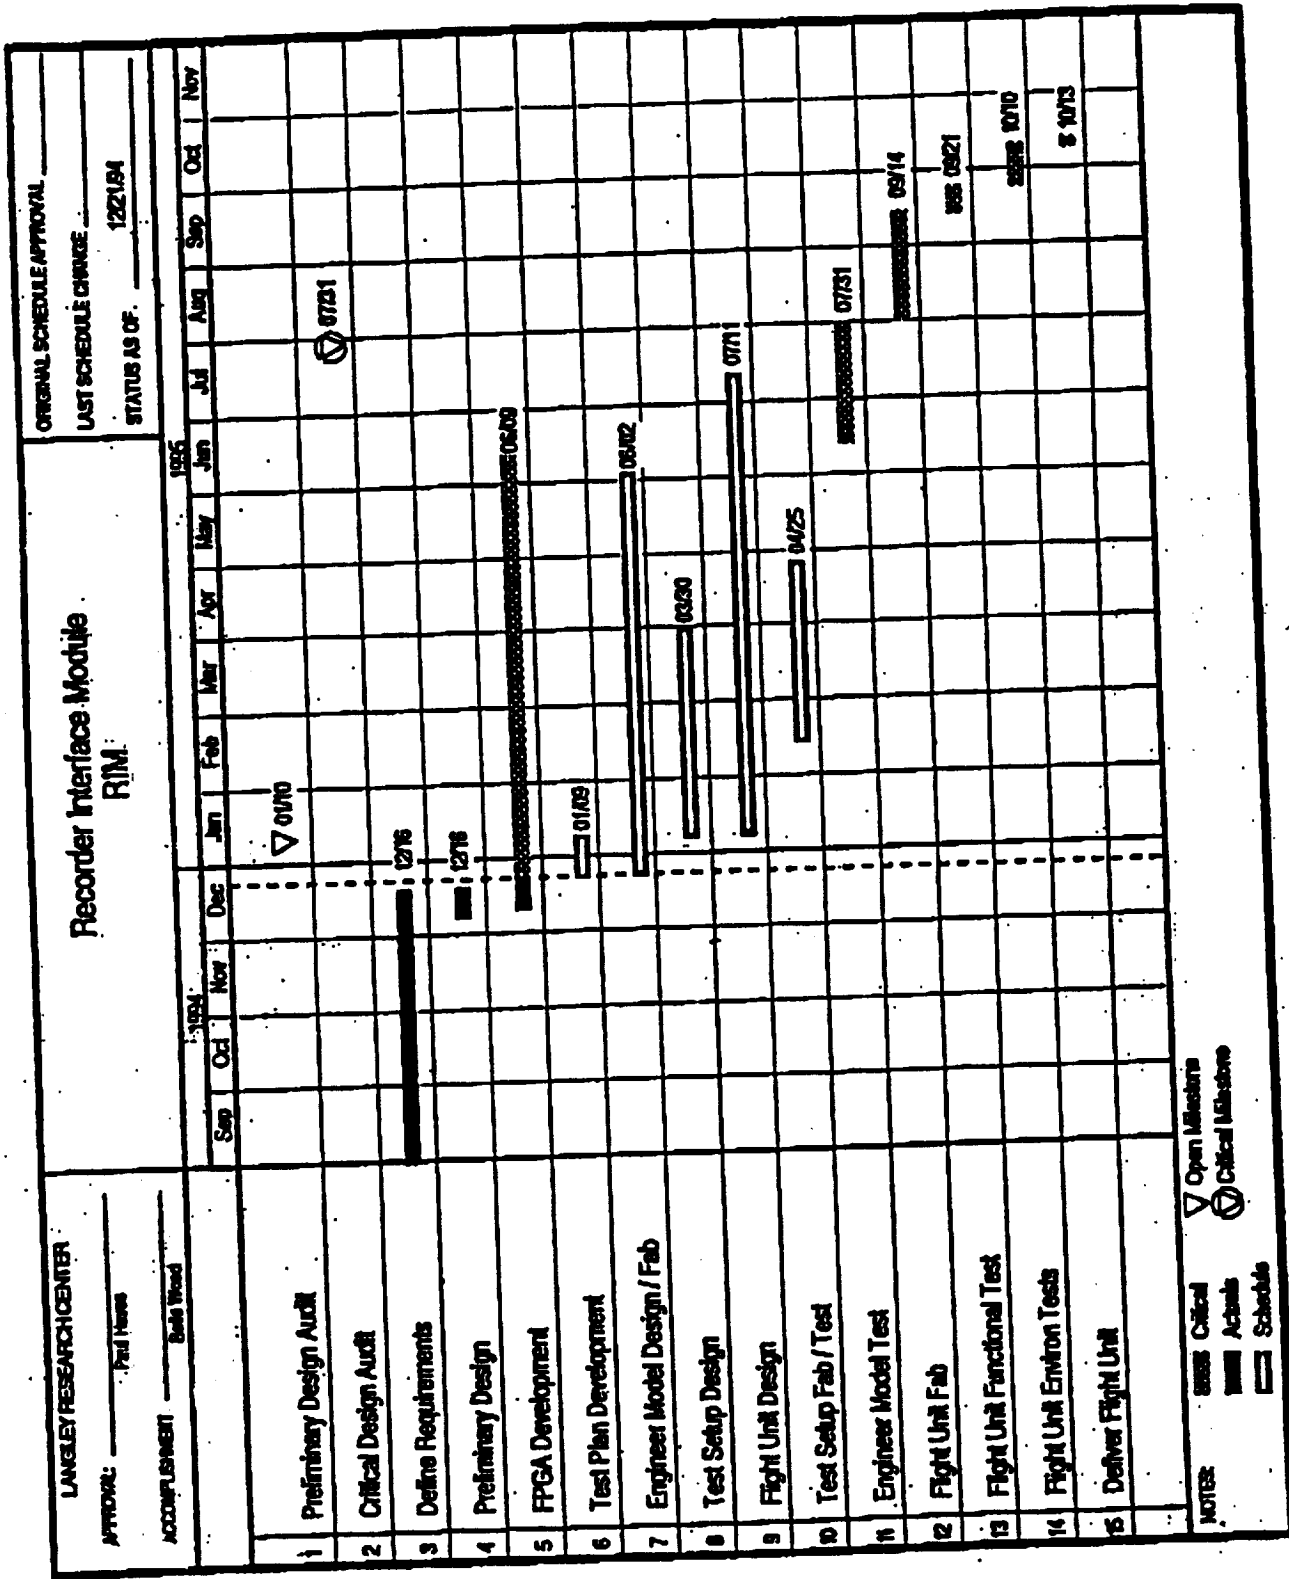 LANGLEY RESEARCH CENTER
APPROVAL:
ACCOMPLISHMENT
Recorder Interface Module
RIM
ORIGINAL SCHEDULE APPROVAL
LAST SCHEDULE CHANGE
STATUS AS OF: 12/21/94
1994 1995
Sep Oct Nov Dec Jan Feb Mar Apr May Jun Jul Aug Sep Oct Nov
1 Preliminary Design Audit 01/10
2 Critical Design Audit 07/31
3 Define Requirements 12/16
4 Preliminary Design 12/16
5 FPGA Development 06/09
6 Test Plan Development 01/09
7 Engineer Model Design / Fab 06/02
8 Test Setup Design 03/30
9 Flight Unit Design 07/11
10 Test Setup Fab / Test 04/25
11 Engineer Model Test 07/31
12 Flight Unit Fab 09/14
13 Flight Unit Functional Test 09/21
14 Flight Unit Environ Tests 10/10
15 Deliver Flight Unit 10/13
NOTES:
Critical Open Milestone
Actuals Critical Milestone
Schedule